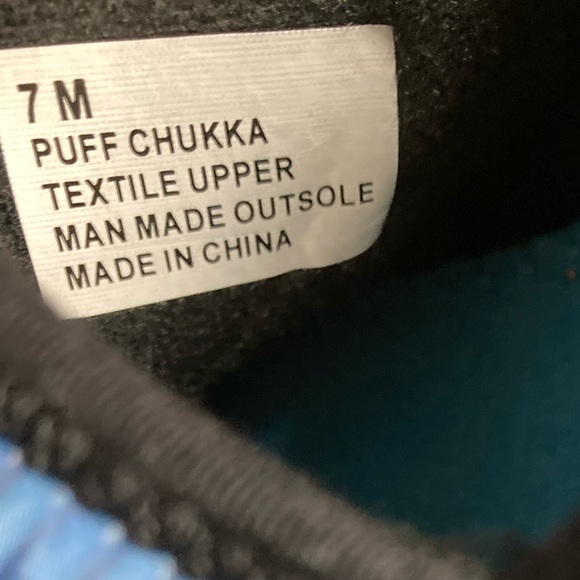 7 M
PUFF CHUKKA
TEXTILE UPPER
MAN MADE OUTSOLE
MADE IN CHINA